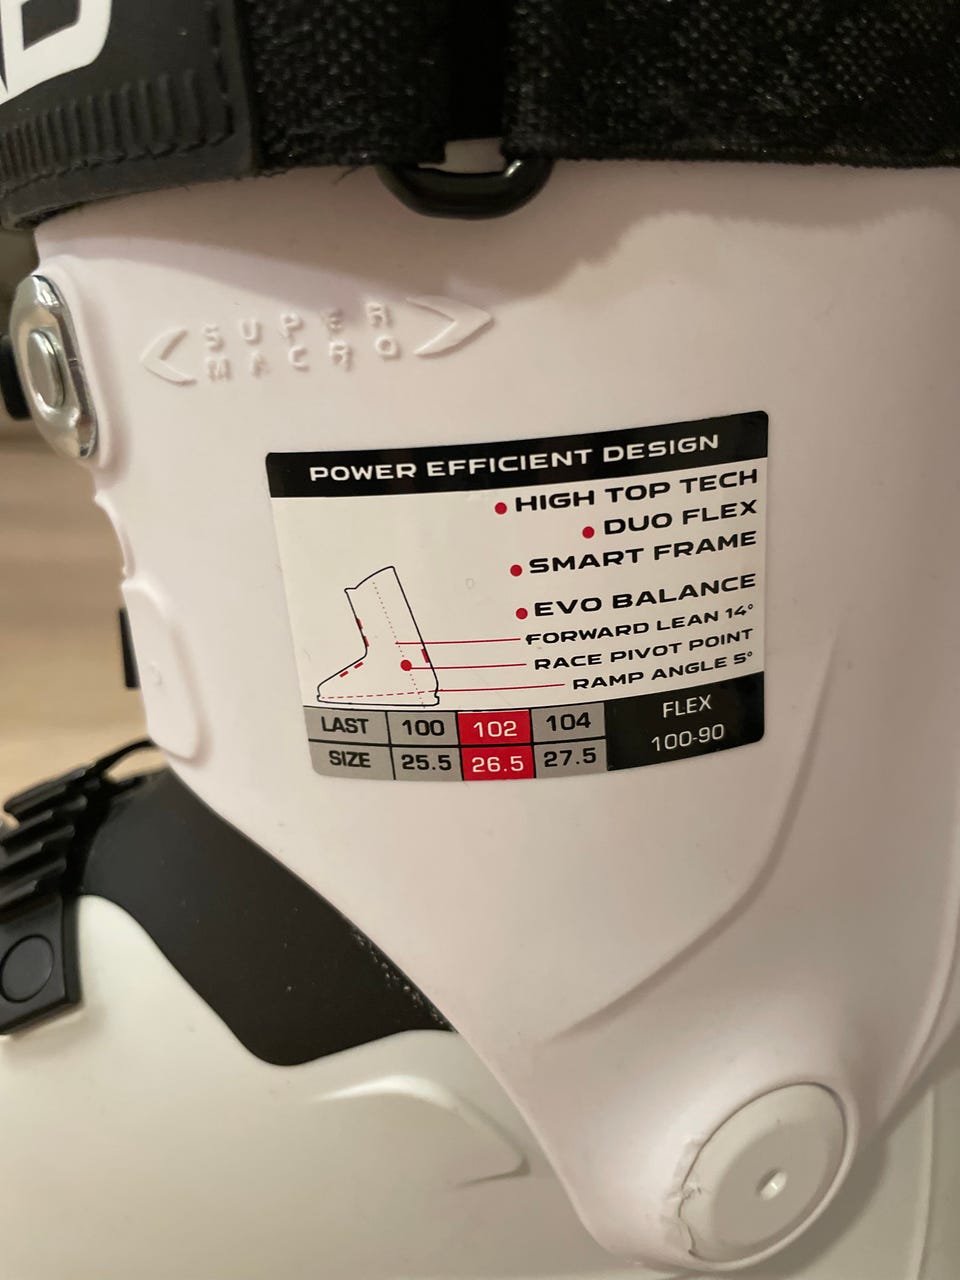 SUPER
MACRO
POWER EFFICIENT DESIGN
HIGH TOP TECH
DUO FLEX
SMART FRAME
EVO BALANCE
FORWARD LEAN 14°
RACE PIVOT POINT
RAMP ANGLE 5°
LAST 100 102 104
SIZE 25.5 26.5 27.5
FLEX
100-90